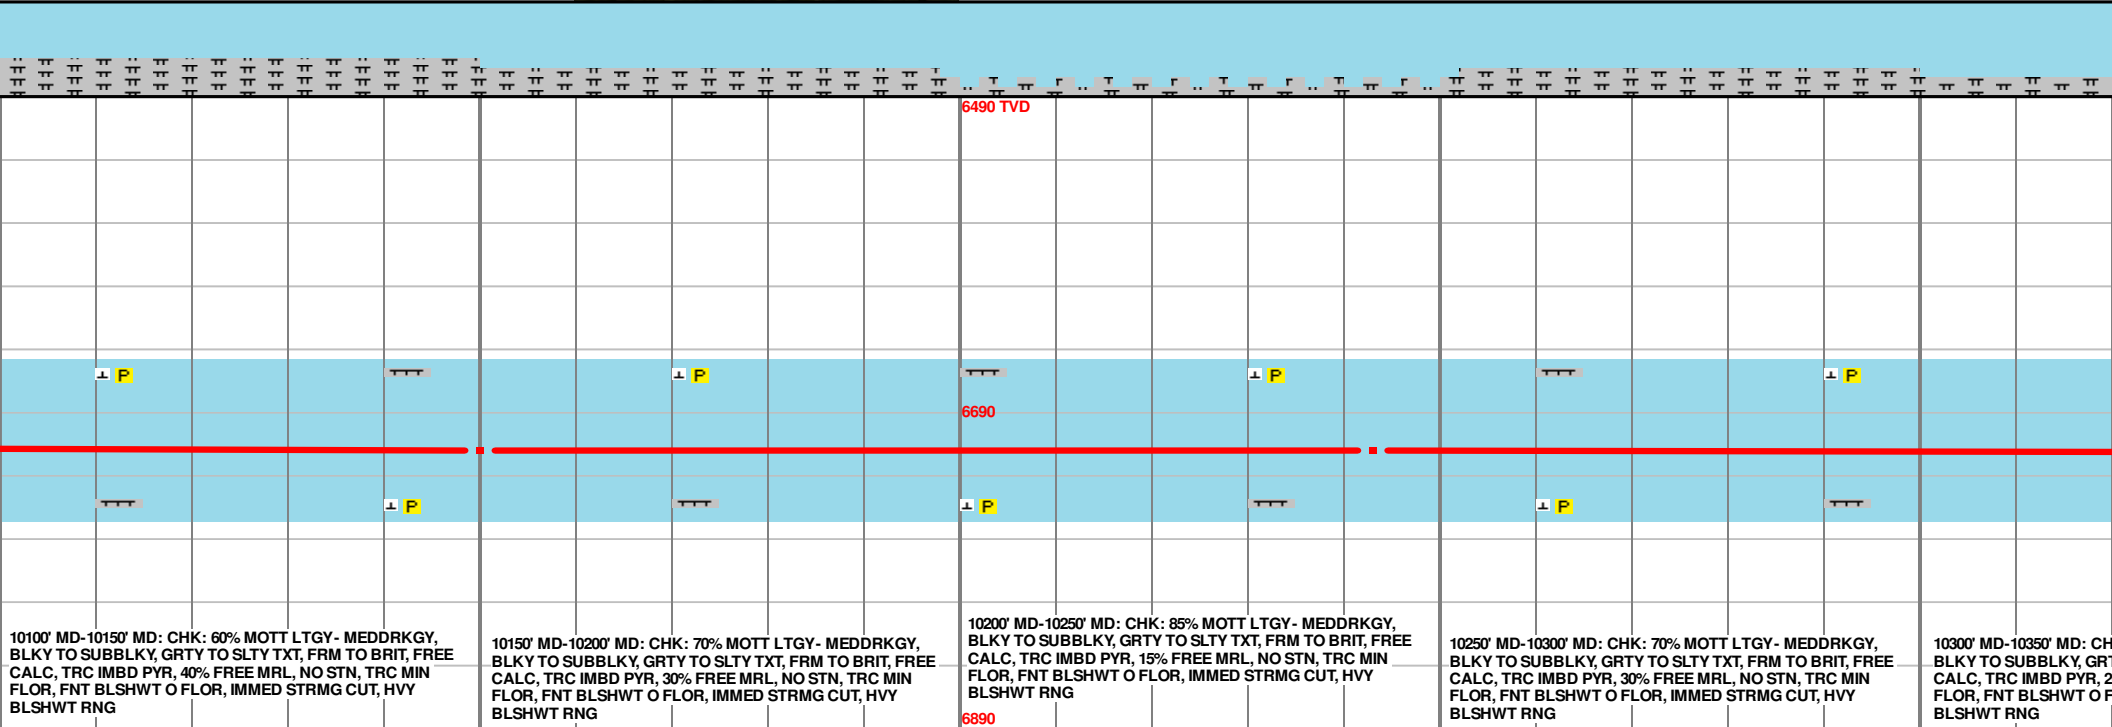 6490 TVD
P
P
P
P
6690
P
P
P
10100' MD-10150' MD: CHK: 60% MOTT LTGY- MEDDRKGY,
BLKY TO SUBBLKY, GRTY TO SLTY TXT, FRM TO BRIT, FREE
CALC, TRC IMBD PYR, 40% FREE MRL, NO STN, TRC MIN
FLOR, FNT BLSHWT O FLOR, IMMED STRMG CUT, HVY
BLSHWT RNG
10150' MD-10200' MD: CHK: 70% MOTT LTGY- MEDDRKGY,
BLKY TO SUBBLKY, GRTY TO SLTY TXT, FRM TO BRIT, FREE
CALC, TRC IMBD PYR, 30% FREE MRL, NO STN, TRC MIN
FLOR, FNT BLSHWT O FLOR, IMMED STRMG CUT, HVY
BLSHWT RNG
10200' MD-10250' MD: CHK: 85% MOTT LTGY- MEDDRKGY,
BLKY TO SUBBLKY, GRTY TO SLTY TXT, FRM TO BRIT, FREE
CALC, TRC IMBD PYR, 15% FREE MRL, NO STN, TRC MIN
FLOR, FNT BLSHWT O FLOR, IMMED STRMG CUT, HVY
BLSHWT RNG
6890
10250' MD-10300' MD: CHK: 70% MOTT LTGY- MEDDRKGY,
BLKY TO SUBBLKY, GRTY TO SLTY TXT, FRM TO BRIT, FREE
CALC, TRC IMBD PYR, 30% FREE MRL, NO STN, TRC MIN
FLOR, FNT BLSHWT O FLOR, IMMED STRMG CUT, HVY
BLSHWT RNG
10300' MD-10350' MD: CH
BLKY TO SUBBLKY, GRT
CALC, TRC IMBD PYR, 2
FLOR, FNT BLSHWT O F
BLSHWT RNG